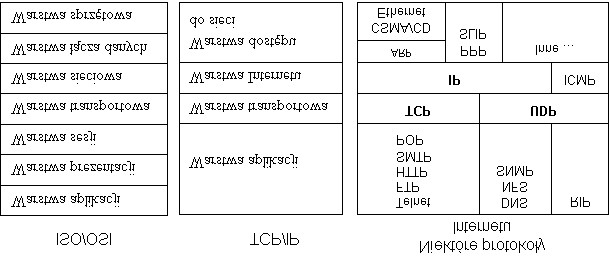 ISO/OSI
Warstwa aplikacji
Warstwa prezentacji
Warstwa sesji
Warstwa transportowa
Warstwa sieciowa
Warstwa łącza danych
Warstwa sprzętowa
TCP/IP
Warstwa aplikacji
Warstwa transportowa
Warstwa Internetu
Warstwa dostępu
do sieci
Niektóre protokoły
Internetu
Telnet
FTP
HTTP
SMTP
POP
DNS
NFS
SNMP
RIP
TCP
UDP
IP
ICMP
ARP
CSMA/CD
Ethernet
PPP
SLIP
Inne ...